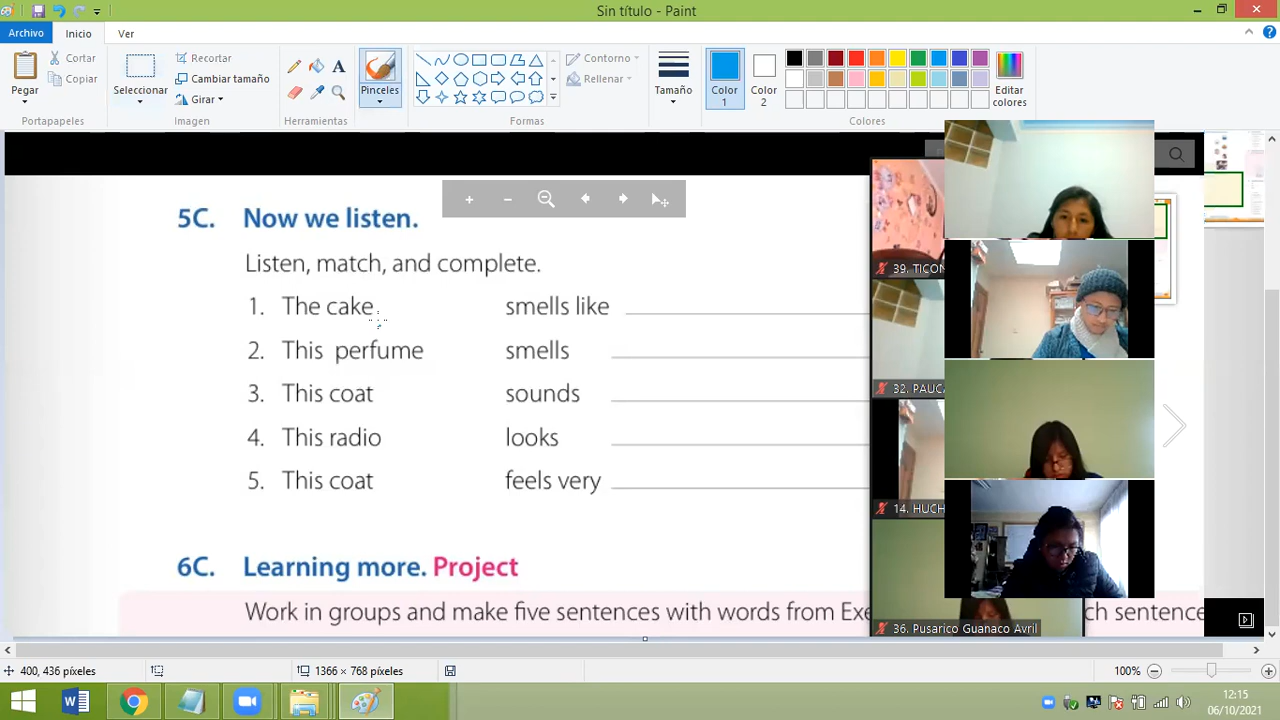 Sin título - Paint
Archivo Inicio Ver
Pegar
Cortar
Copiar
Portapapeles
Seleccionar
Recortar
Cambiar tamaño
Girar
Imagen
A
Herramientas
Pinceles
Contorno
Rellenar
Formas
Tamaño
Color 1
Color 2
Editar colores
Colores
5C. Now we listen.
Listen, match, and complete.
1. The cake smells like
2. This perfume smells
3. This coat sounds
4. This radio looks
5. This coat feels very
6C. Learning more. Project
Work in groups and make five sentences with words from Exe ch sentence
39. TICON
32. PAUCA
14. HUCH
36. Pusarico Guanaco Avril
400, 436 píxeles
1366 × 768 píxeles
100%
12:15
06/10/2021